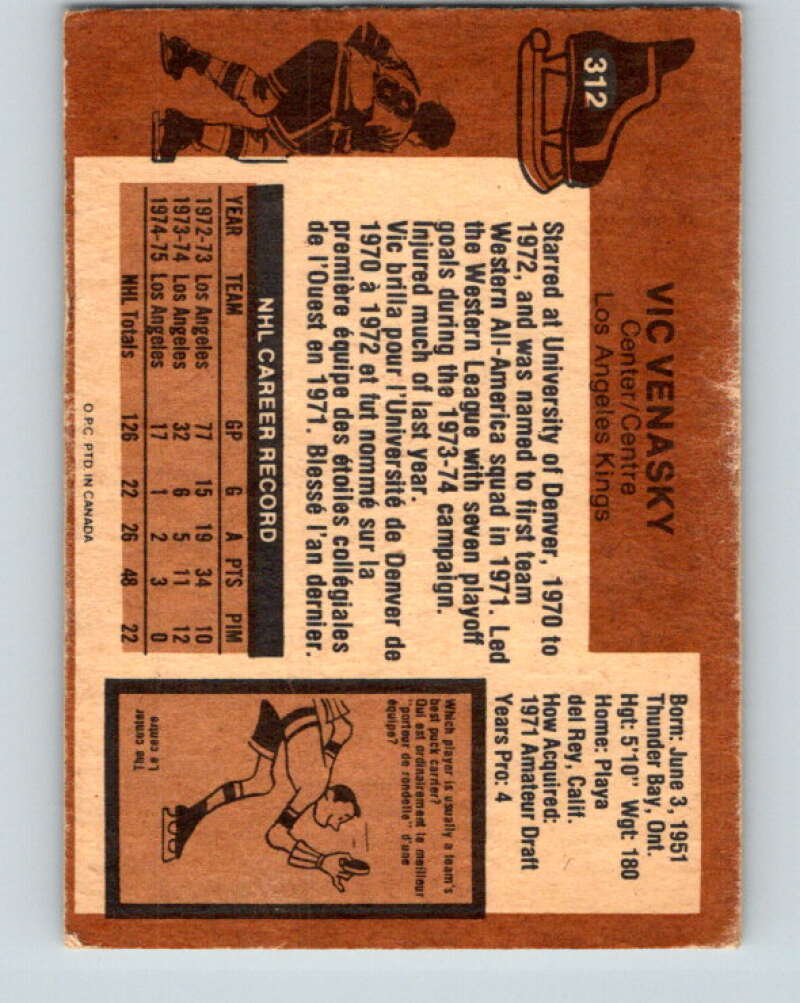 312
VIC VENASKY
Center/Centre
Los Angeles Kings
Born: June 3, 1951
Thunder Bay, Ont.
Hgt: 5'10" Wgt: 180
Home: Playa
del Rey, Calif.
How Acquired:
1971 Amateur Draft
Years Pro: 4
Starred at University of Denver, 1970 to
1972, and was named to first team
Western All-America squad in 1971. Led
the Western League with seven playoff
goals during the 1973-74 campaign.
Injured much of last year.
Vic brilla pour l'Université de Denver de
1970 à 1972 et fut nommé sur la
première équipe des étoiles collégiales
de l'Ouest en 1971. Blessé l'an dernier.
NHL CAREER RECORD
YEAR TEAM GP G A PTS PIM
1972-73 Los Angeles 77 15 19 34 10
1973-74 Los Angeles 32 6 5 11 12
1974-75 Los Angeles 17 1 2 3 0
NHL Totals 126 22 26 48 22
Which player is usually a team's
best puck carrier?
Qui est ordinairement le meilleur
"porteur de rondelle" d'une
équipe?
The center
Le centre
O.P.C. PTD. IN CANADA